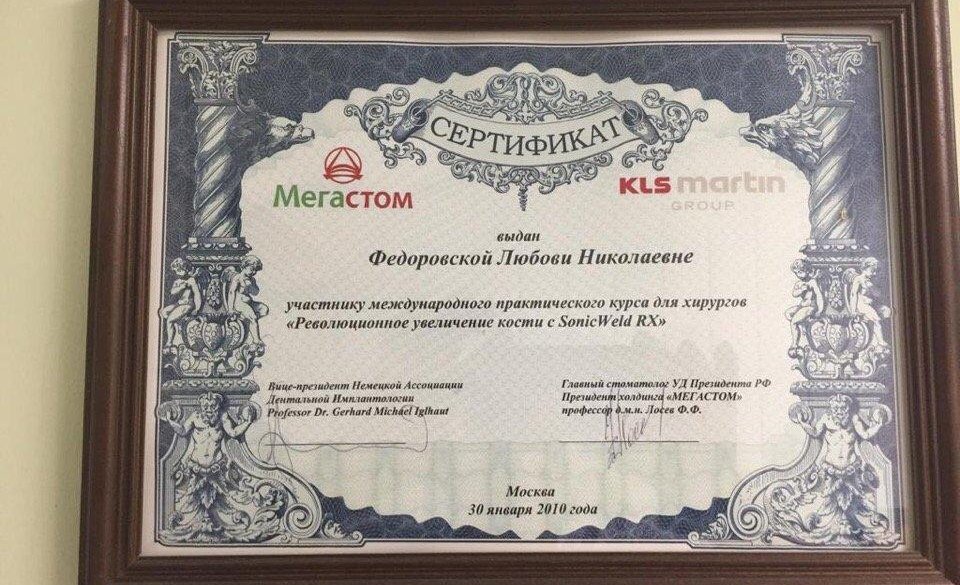 СЕРТИФИКАТ
Мегастом
KLS martin
GROUP
выдан
Федоровской Любови Николаевне
участнику международного практического курса для хирургов
«Революционное увеличение кости с SonicWeld RX»
Вице-президент Немецкой Ассоциации
Дентальной Имплантологии
Professor Dr. Gerhard Michael Iglhaut
Главный стоматолог УД Президента РФ
Президент холдинга «МЕГАСТОМ»
профессор д.м.н. Лосев Ф.Ф.
Москва
30 января 2010 года